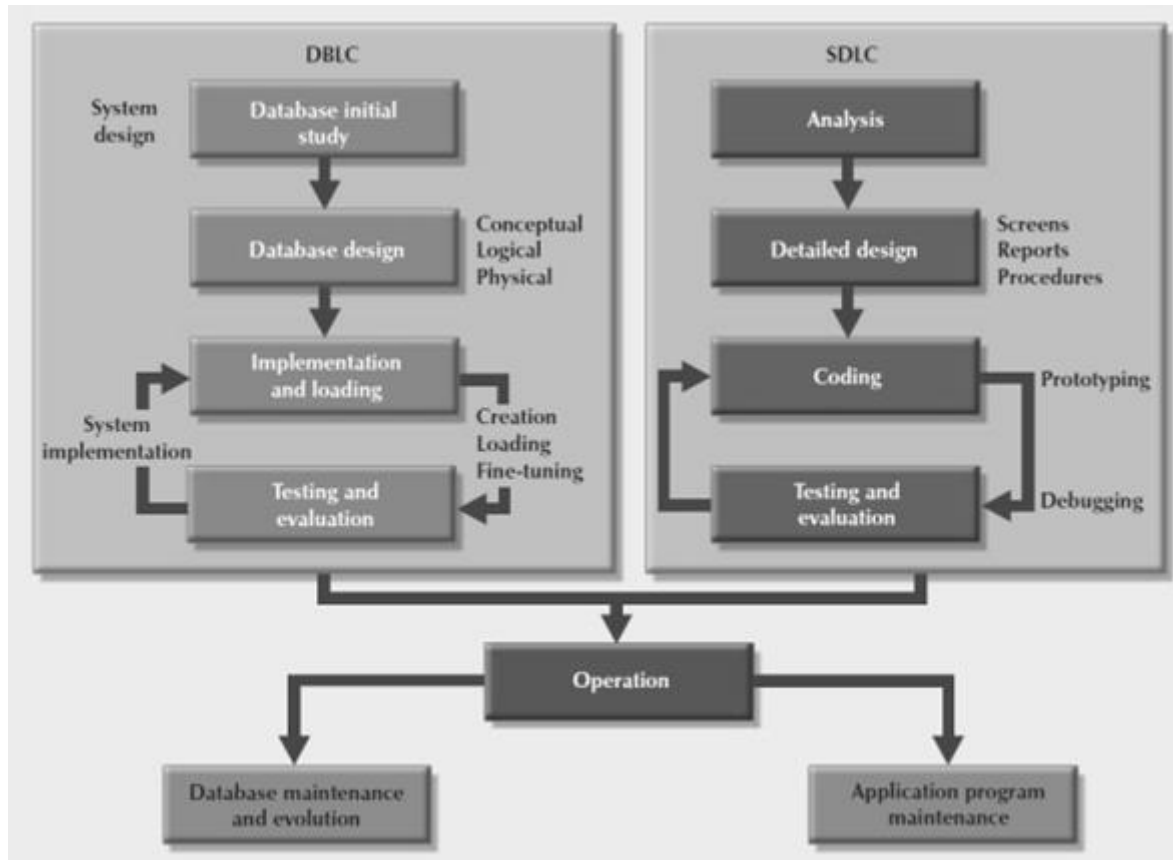 DBLC
System
design
Database initial
study
Database design
Conceptual
Logical
Physical
Implementation
and loading
System
implementation
Creation
Loading
Fine-tuning
Testing and
evaluation
SDLC
Analysis
Detailed design
Screens
Reports
Procedures
Coding
Prototyping
Testing and
evaluation
Debugging
Operation
Database maintenance
and evolution
Application program
maintenance